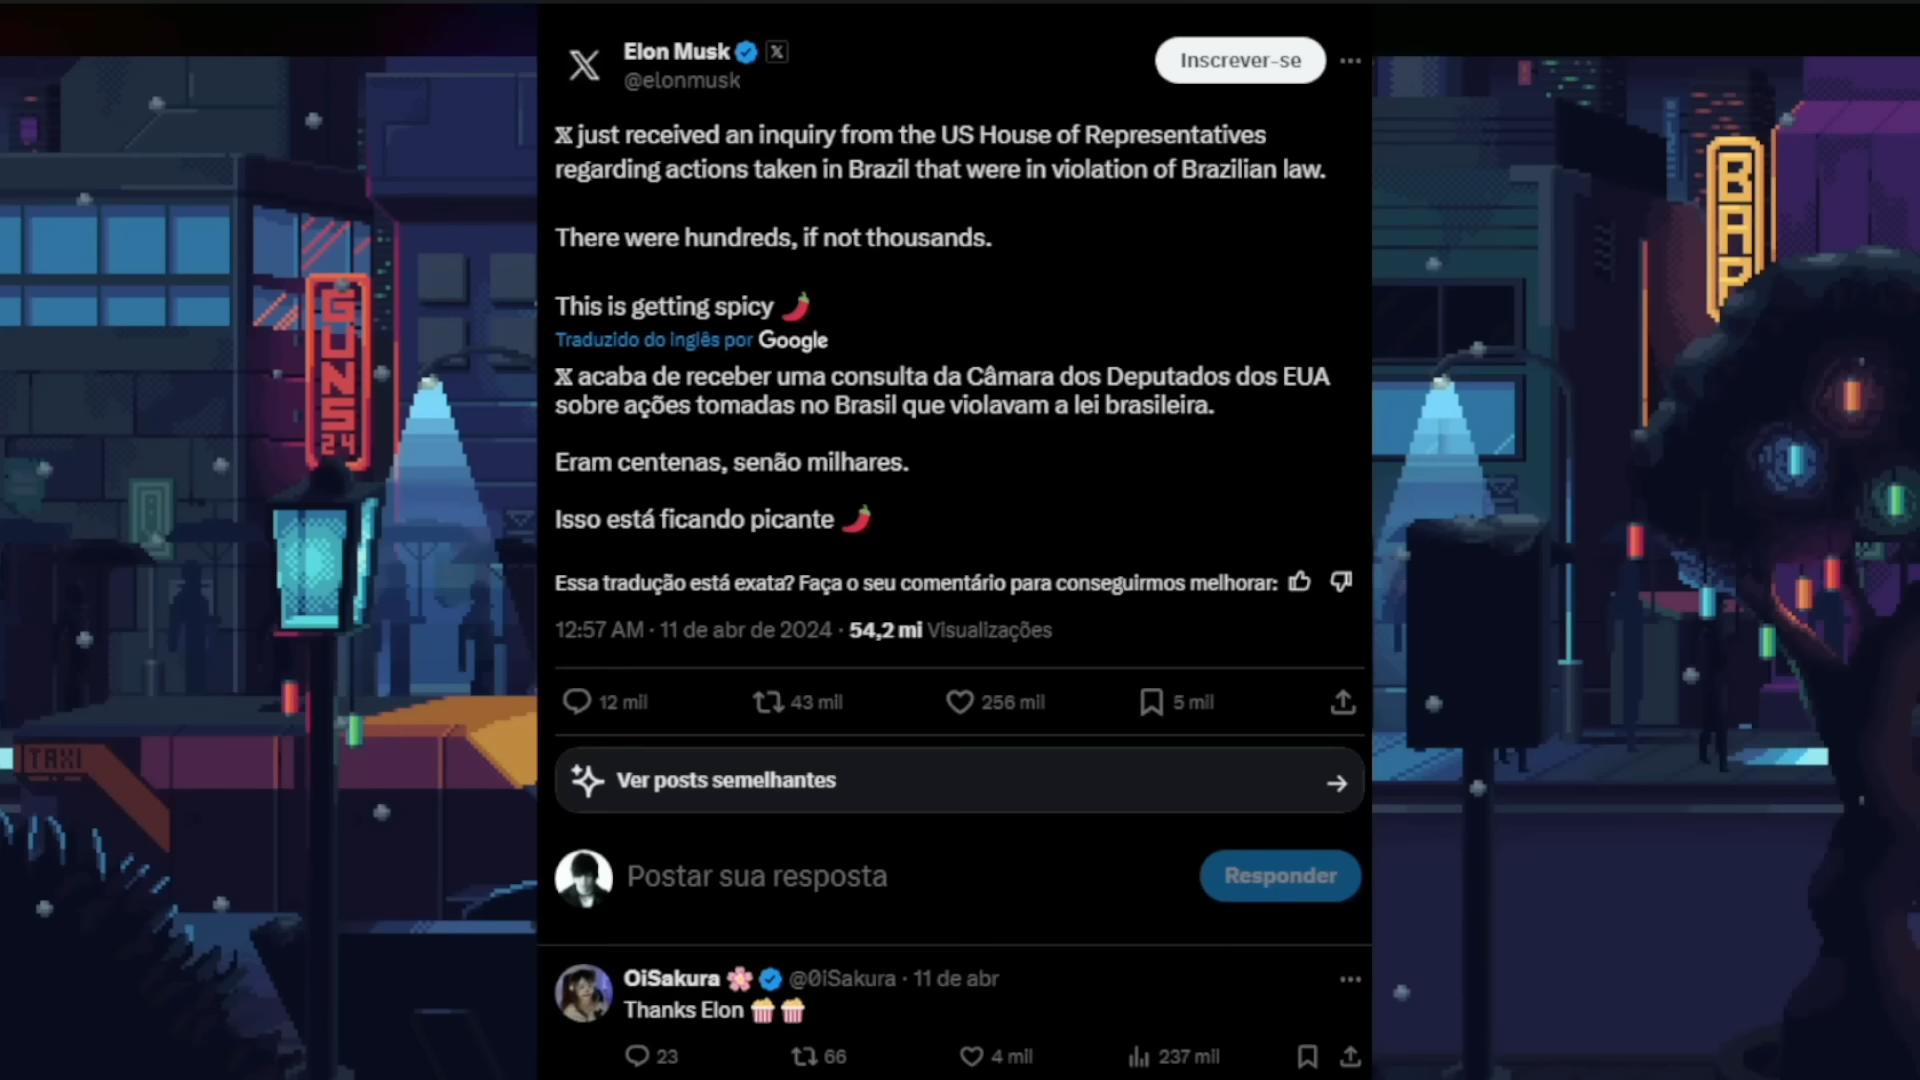 Elon Musk
@elonmusk
Inscrever-se
X just received an inquiry from the US House of Representatives
regarding actions taken in Brazil that were in violation of Brazilian law.
There were hundreds, if not thousands.
This is getting spicy 🌶️
Traduzido do inglês por Google
X acaba de receber uma consulta da Câmara dos Deputados dos EUA
sobre ações tomadas no Brasil que violavam a lei brasileira.
Eram centenas, senão milhares.
Isso está ficando picante 🌶️
Essa tradução está exata? Faça o seu comentário para conseguirmos melhorar:
12:57 AM · 11 de abr de 2024 · 54,2 mi Visualizações
12 mil 43 mil 256 mil 5 mil
Ver posts semelhantes
Postar sua resposta
Responder
OiSakura 🌸 @0iSakura · 11 de abr
Thanks Elon 🍿🍿
23 66 4 mil 237 mil
GUNS
24
TAXI
BAR